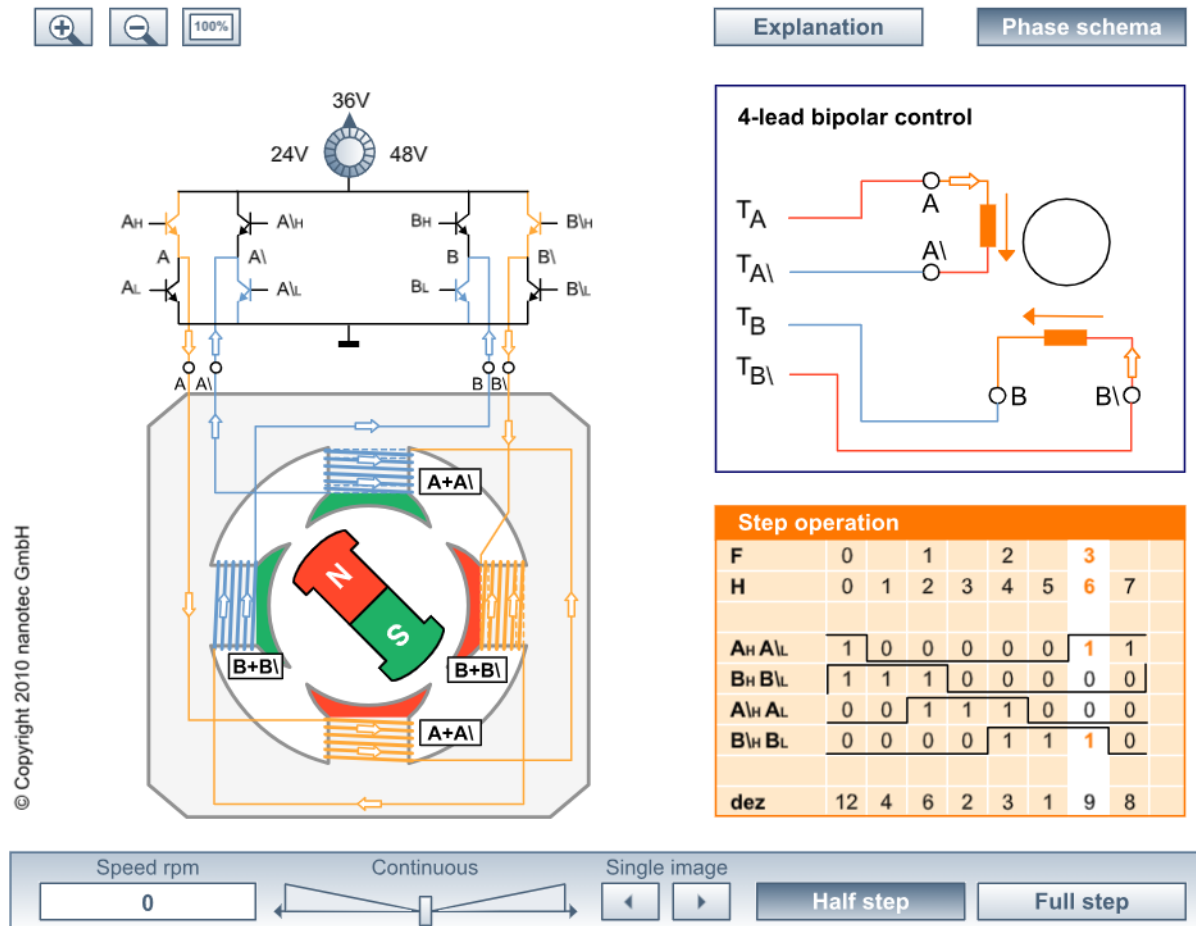 100%
Explanation
Phase schema
36V
24V
48V
AH
A\H
BH
B\H
A
A\
B
B\
AL
A\L
BL
B\L
A
A\
B
B\
A+A\
B+B\
N
S
B+B\
A+A\
© Copyright 2010 nanotec GmbH
4-lead bipolar control
TA
A
TA\
A\
TB
TB\
B
B\
Step operation
F 0 1 2 3
H 0 1 2 3 4 5 6 7
AH A\L 1 0 0 0 0 0 1 1
BH B\L 1 1 1 0 0 0 0 0
A\H AL 0 0 1 1 1 0 0 0
B\H BL 0 0 0 0 1 1 1 0
dez 12 4 6 2 3 1 9 8
Speed rpm
Continuous
Single image
0
Half step
Full step